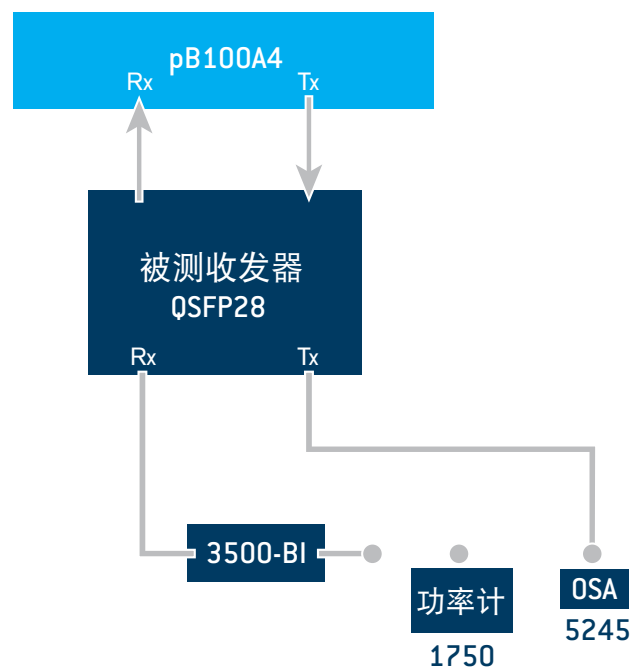 pB100A4
Rx
Tx
被测收发器
QSFP28
Rx
Tx
3500-BI
功率计
1750
OSA
5245